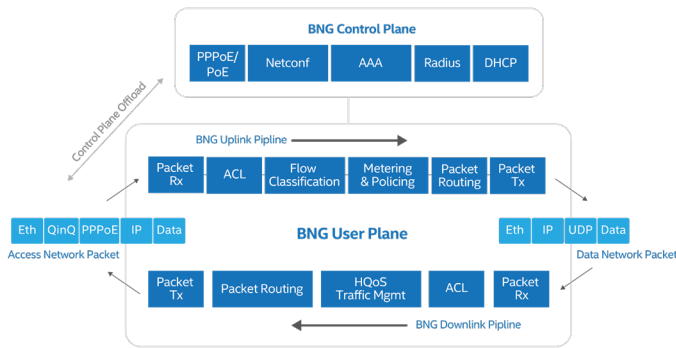 BNG Control Plane
PPPoE/
PoE
Netconf
AAA
Radius
DHCP
Control Plane Offload
BNG Uplink Pipline
Packet
Rx
ACL
Flow
Classification
Metering
& Policing
Packet
Routing
Packet
Tx
Eth
QinQ
PPPoE
IP
Data
Access Network Packet
BNG User Plane
Eth
IP
UDP
Data
Data Network Packet
Packet
Tx
Packet Routing
HQoS
Traffic Mgmt
ACL
Packet
Rx
BNG Downlink Pipline